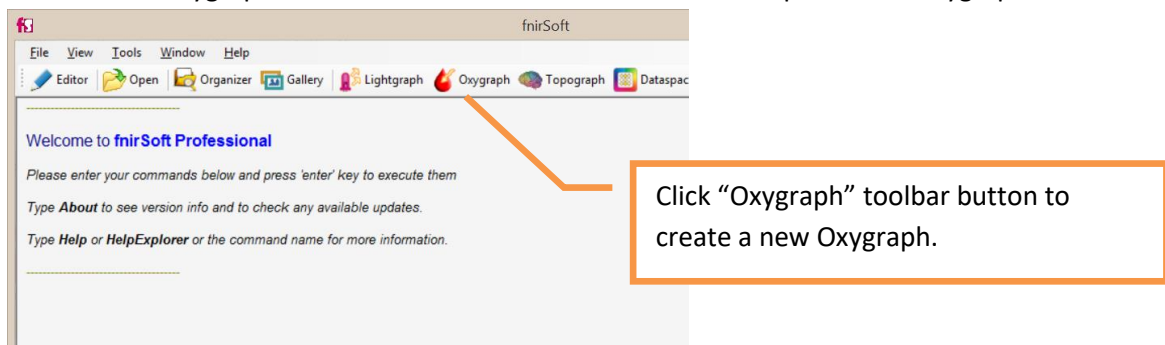 fnirSoft
File View Tools Window Help
Editor Open Organizer Gallery Lightgraph Oxygraph Topograph Dataspac
Welcome to fnirSoft Professional
Please enter your commands below and press 'enter' key to execute them
Type About to see version info and to check any available updates.
Type Help or HelpExplorer or the command name for more information.
Click “Oxygraph” toolbar button to
create a new Oxygraph.